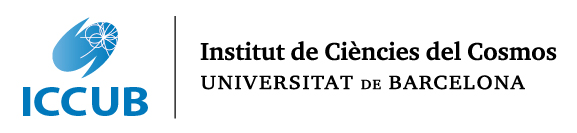 ICCUB
Institut de Ciències del Cosmos
UNIVERSITAT DE BARCELONA